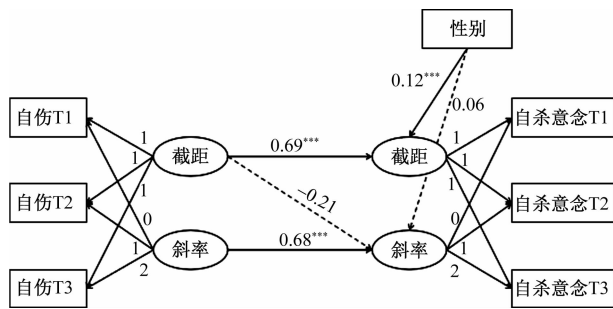 性别
0.12***
0.06
自伤T1
自杀意念T1
1
1
1
截距
0.69***
截距
1
1
1
自伤T2
自杀意念T2
0
-0.21
0
1
斜率
0.68***
斜率
1
2
2
自伤T3
自杀意念T3